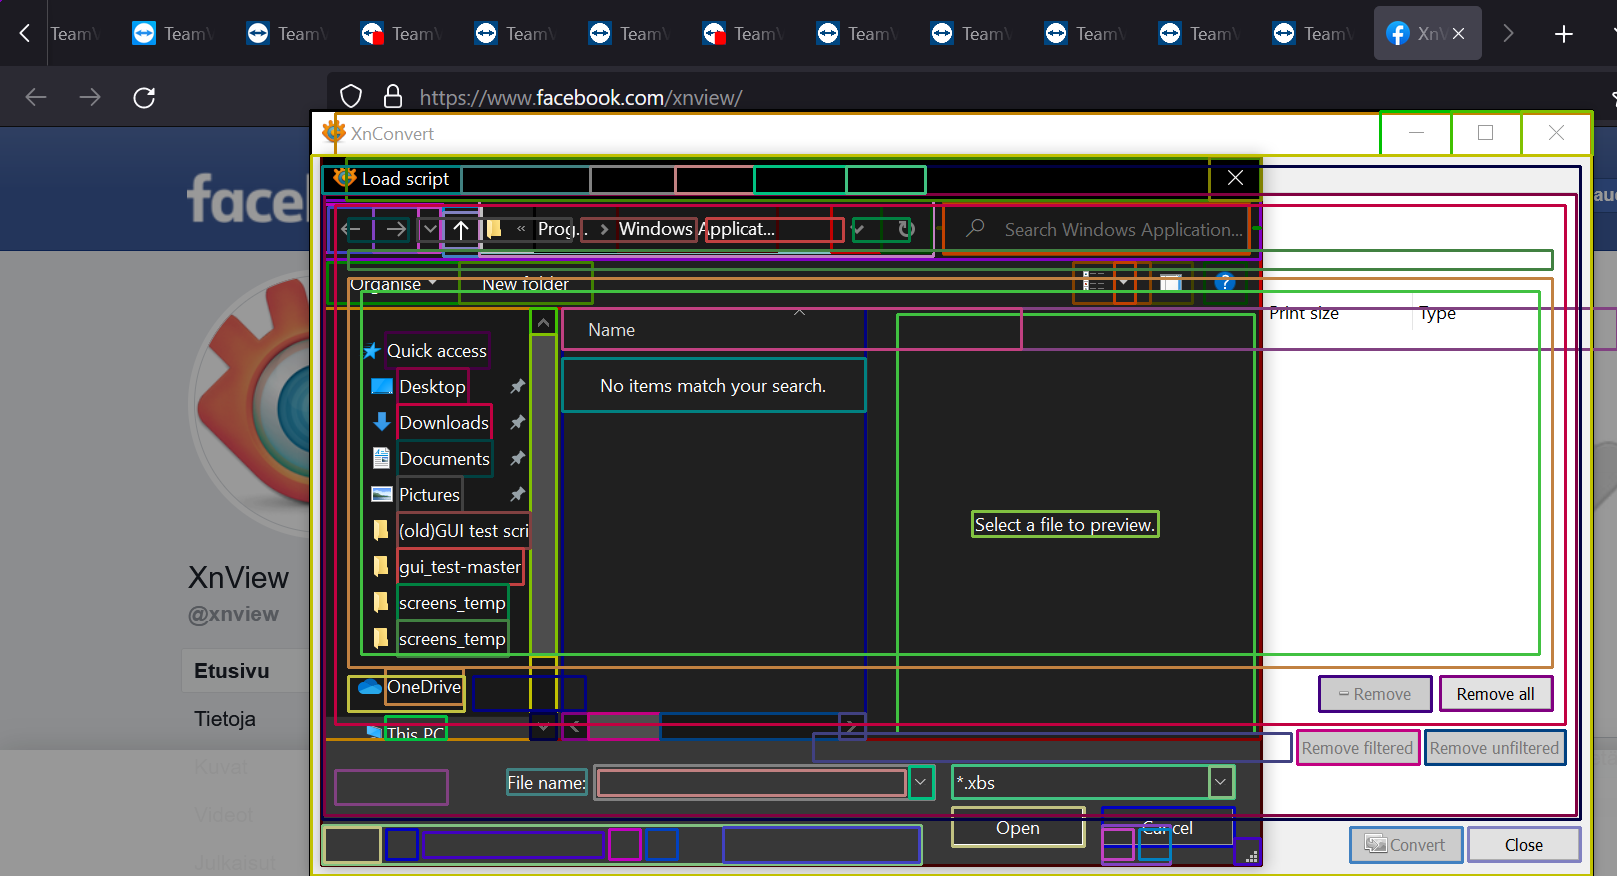 Team
Team
Team
Team
Team
Team
Team
Team
Team
Team
Team
Team
Xn
https://www.facebook.com/xnview/
XnConvert
facebook
Load script
« Prog... > Windows Applicat...
Search Windows Application...
Organise
New folder
Print size
Type
Name
Quick access
No items match your search.
Desktop
Downloads
Documents
Pictures
(old)GUI test scri
gui_test-master
screens_temp
screens_temp
Select a file to preview.
XnView
@xnview
Etusivu
Tietoja
Kuvat
Videot
Julkaisut
OneDrive
This PC
Remove
Remove all
Remove filtered
Remove unfiltered
File name:
*.xbs
Open
Cancel
Convert
Close